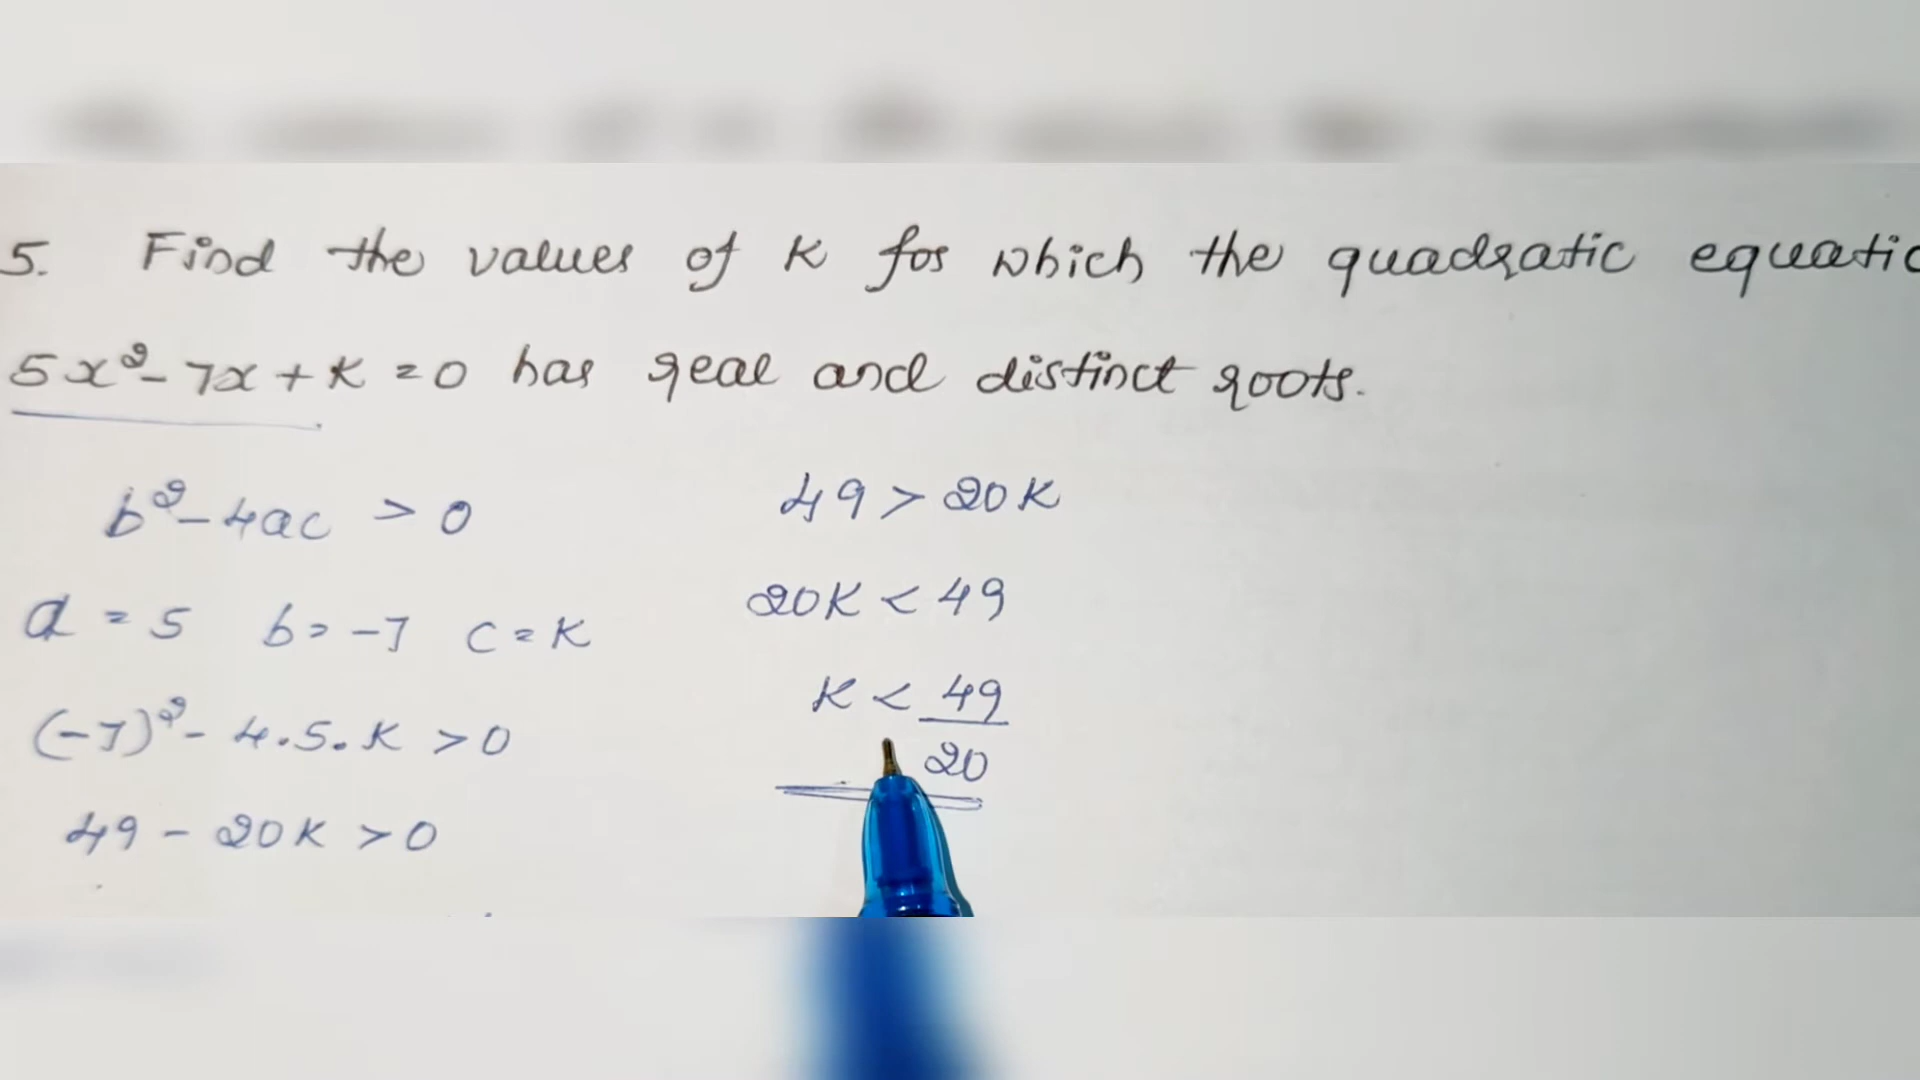 5. Find the values of K for which the quadratic equatio
5x²-7x+K=0 has real and distinct roots.
b²-4ac > 0
a = 5 b = -7 c = K
(-7)² - 4.5.K > 0
49 - 20K > 0
49 > 20K
20K < 49
K < 49
20